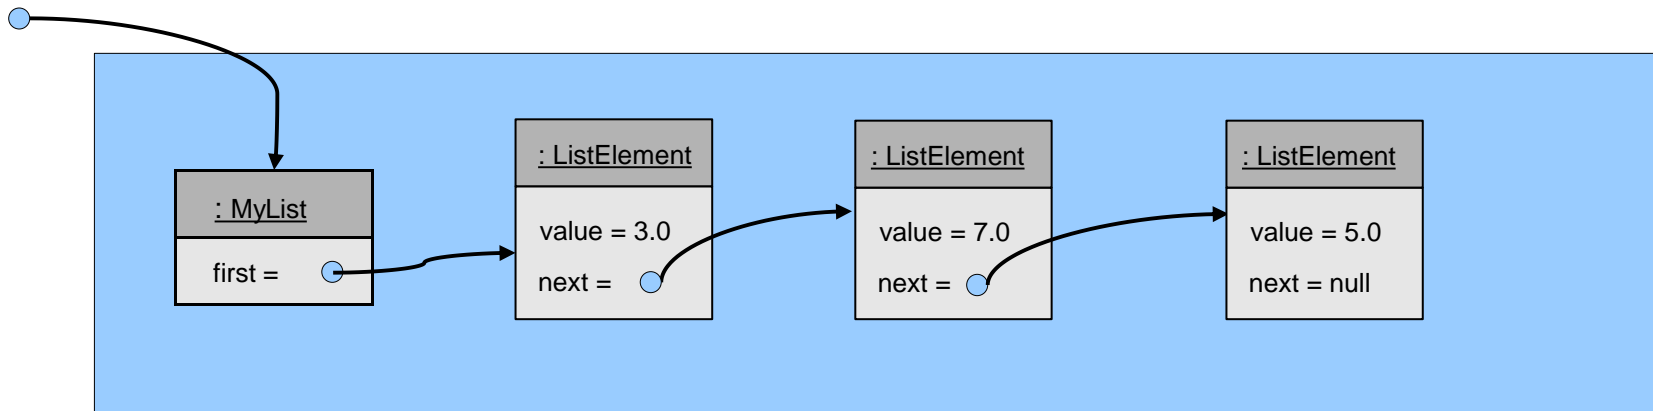 : MyList
first =
: ListElement
value = 3.0
next =
: ListElement
value = 7.0
next =
: ListElement
value = 5.0
next = null